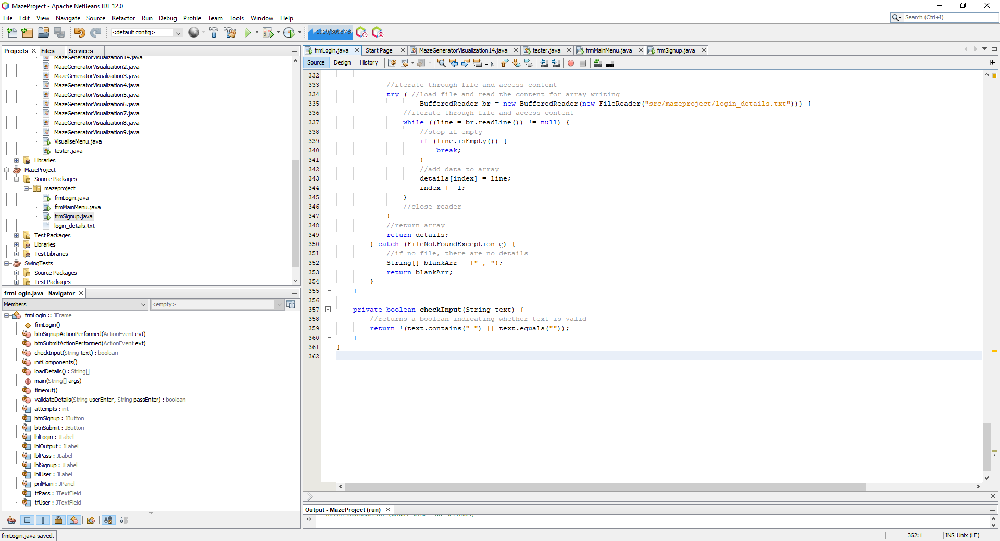 MazeProject - Apache NetBeans IDE 12.0
File Edit View Navigate Source Refactor Run Debug Profile Team Tools Window Help
Search (Ctrl+I)
<default config>
1919/3098MB
Projects Files Services
MazeGeneratorVisualization14.java
MazeGeneratorVisualization2.java
MazeGeneratorVisualization3.java
MazeGeneratorVisualization4.java
MazeGeneratorVisualization5.java
MazeGeneratorVisualization6.java
MazeGeneratorVisualization7.java
MazeGeneratorVisualization8.java
MazeGeneratorVisualization9.java
VisualiseMenu.java
tester.java
Libraries
MazeProject
Source Packages
mazeproject
frmLogin.java
frmMainMenu.java
frmSignup.java
login_details.txt
Test Packages
Libraries
Test Libraries
SwingTests
Source Packages
Test Packages
frmLogin.java - Navigator
Members <empty>
frmLogin :: JFrame
frmLogin()
btnSignupActionPerformed(ActionEvent evt)
btnSubmitActionPerformed(ActionEvent evt)
checkInput(String text) : boolean
initComponents()
loadDetails() : String[]
main(String[] args)
timeout()
validateDetails(String userEnter, String passEnter) : boolean
attempts : int
btnSignup : JButton
btnSubmit : JButton
lblLogin : JLabel
lblOutput : JLabel
lblPass : JLabel
lblSignup : JLabel
lblUser : JLabel
pnlMain : JPanel
tfPass : JTextField
tfUser : JTextField
frmLogin.java saved.
frmLogin.java Start Page MazeGeneratorVisualization14.java tester.java frmMainMenu.java frmSignup.java
Source Design History
332
333 //iterate through file and access content
334 try ( //load file and read the content for array writing
335 BufferedReader br = new BufferedReader(new FileReader("src/mazeproject/login_details.txt"))) {
336 //iterate through file and access content
337 while ((line = br.readLine()) != null) {
338 //stop if empty
339 if (line.isEmpty()) {
340 break;
341 }
342 //add data to array
343 details[index] = line;
344 index += 1;
345 }
346 //close reader
347 }
348 //return array
349 return details;
350 } catch (FileNotFoundException e) {
351 //if no file, there are no details
352 String[] blankArr = {" , "};
353 return blankArr;
354 }
355 }
356
357 private boolean checkInput(String text) {
358 //returns a boolean indicating whether text is valid
359 return !(text.contains(" ") || text.equals(""));
360 }
361 }
362
Output - MazeProject (run)
362:1 INS Unix (LF)